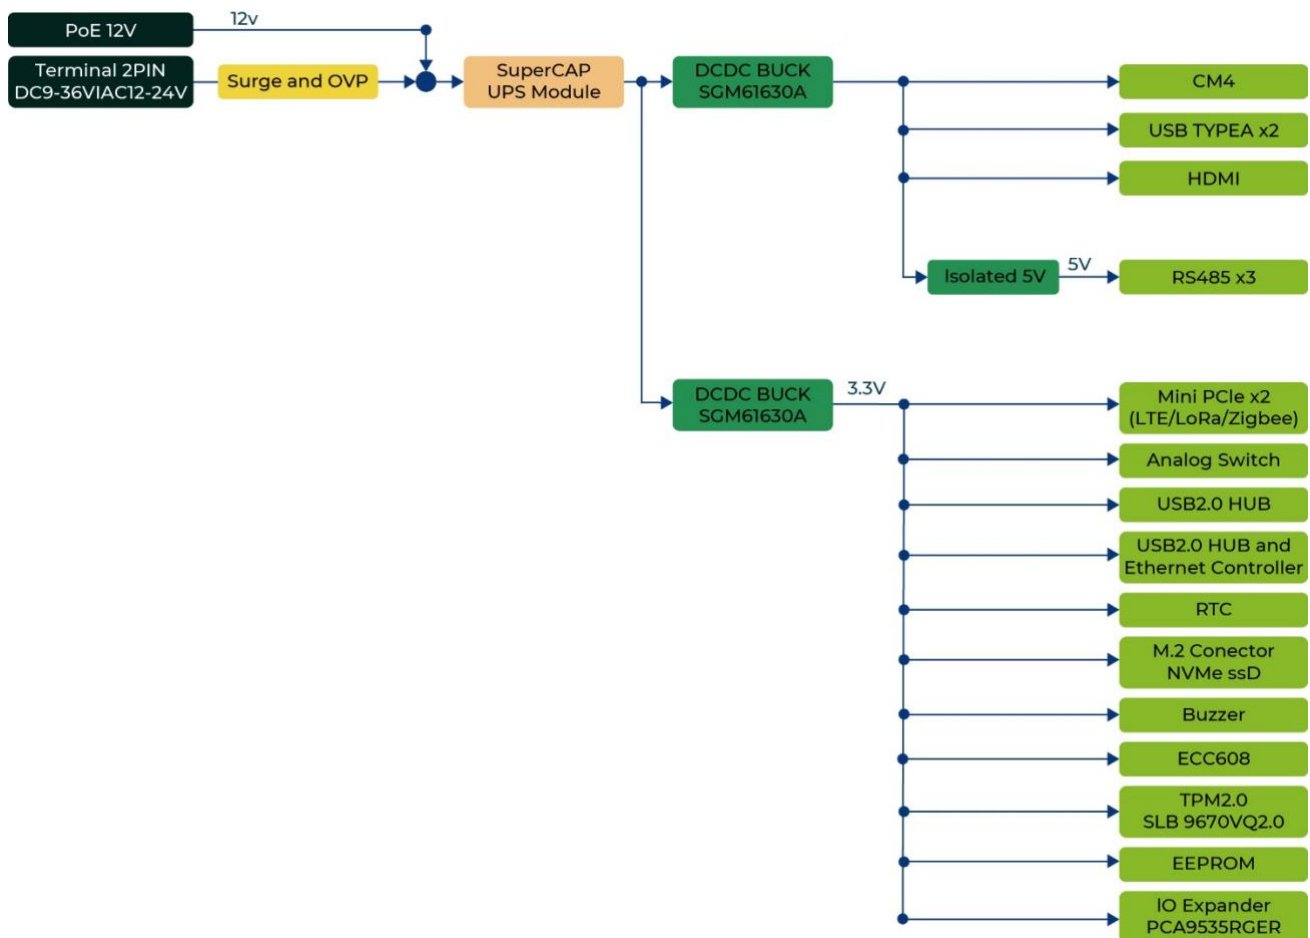 PoE 12V
12v
Terminal 2PIN
DC9-36VIAC12-24V
Surge and OVP
SuperCAP
UPS Module
DCDC BUCK
SGM61630A
CM4
USB TYPEA x2
HDMI
Isolated 5V
5V
RS485 x3
DCDC BUCK
SGM61630A
3.3V
Mini PCIe x2
(LTE/LoRa/Zigbee)
Analog Switch
USB2.0 HUB
USB2.0 HUB and
Ethernet Controller
RTC
M.2 Conector
NVMe ssD
Buzzer
ECC608
TPM2.0
SLB 9670VQ2.0
EEPROM
IO Expander
PCA9535RGER